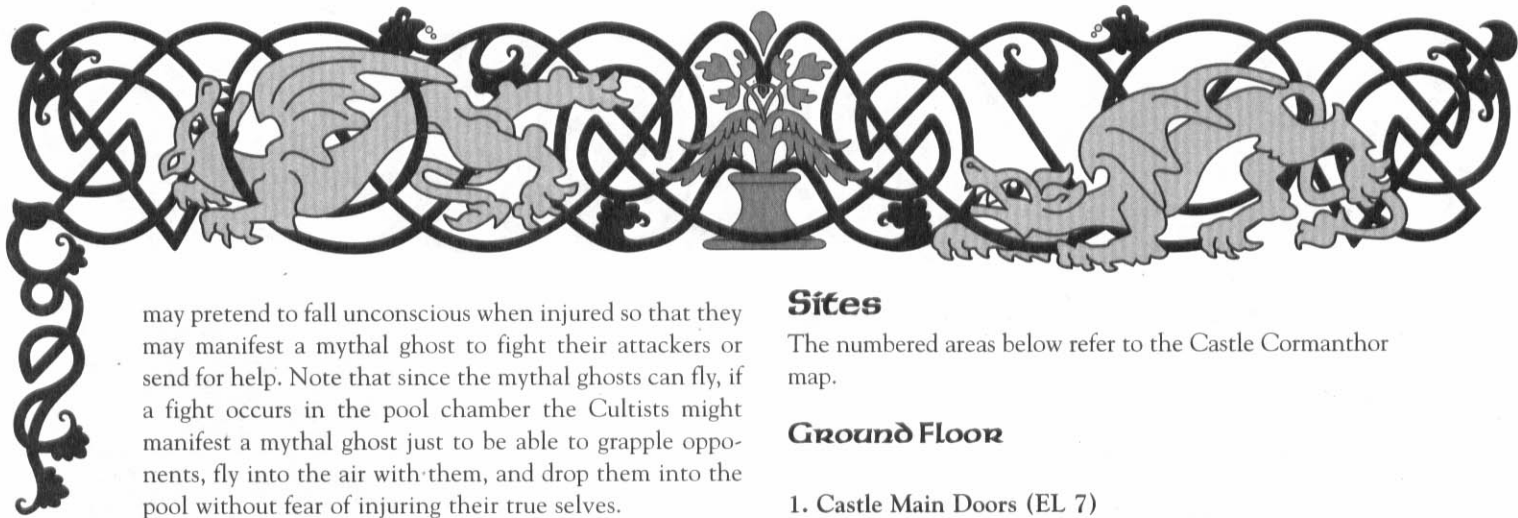 may pretend to fall unconscious when injured so that they
may manifest a mythal ghost to fight their attackers or
send for help. Note that since the mythal ghosts can fly, if
a fight occurs in the pool chamber the Cultists might
manifest a mythal ghost just to be able to grapple oppo-
nents, fly into the air with them, and drop them into the
pool without fear of injuring their true selves.
Sites
The numbered areas below refer to the Castle Cormanthor
map.
Ground Floor
1. Castle Main Doors (EL 7)